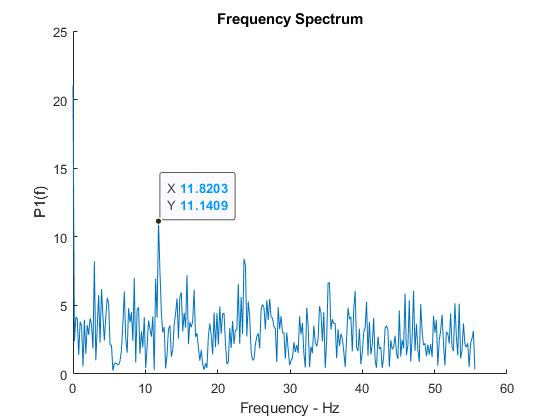 Frequency Spectrum
25
20
15
10
5
0
P1(f)
X 11.8203
Y 11.1409
0 10 20 30 40 50 60
Frequency - Hz